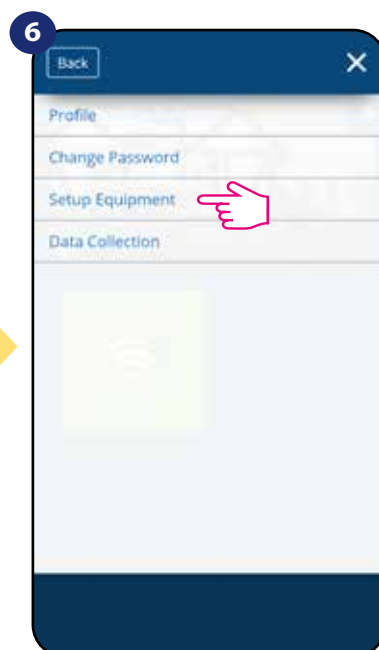 6
Back
Profile
Change Password
Setup Equipment
Data Collection